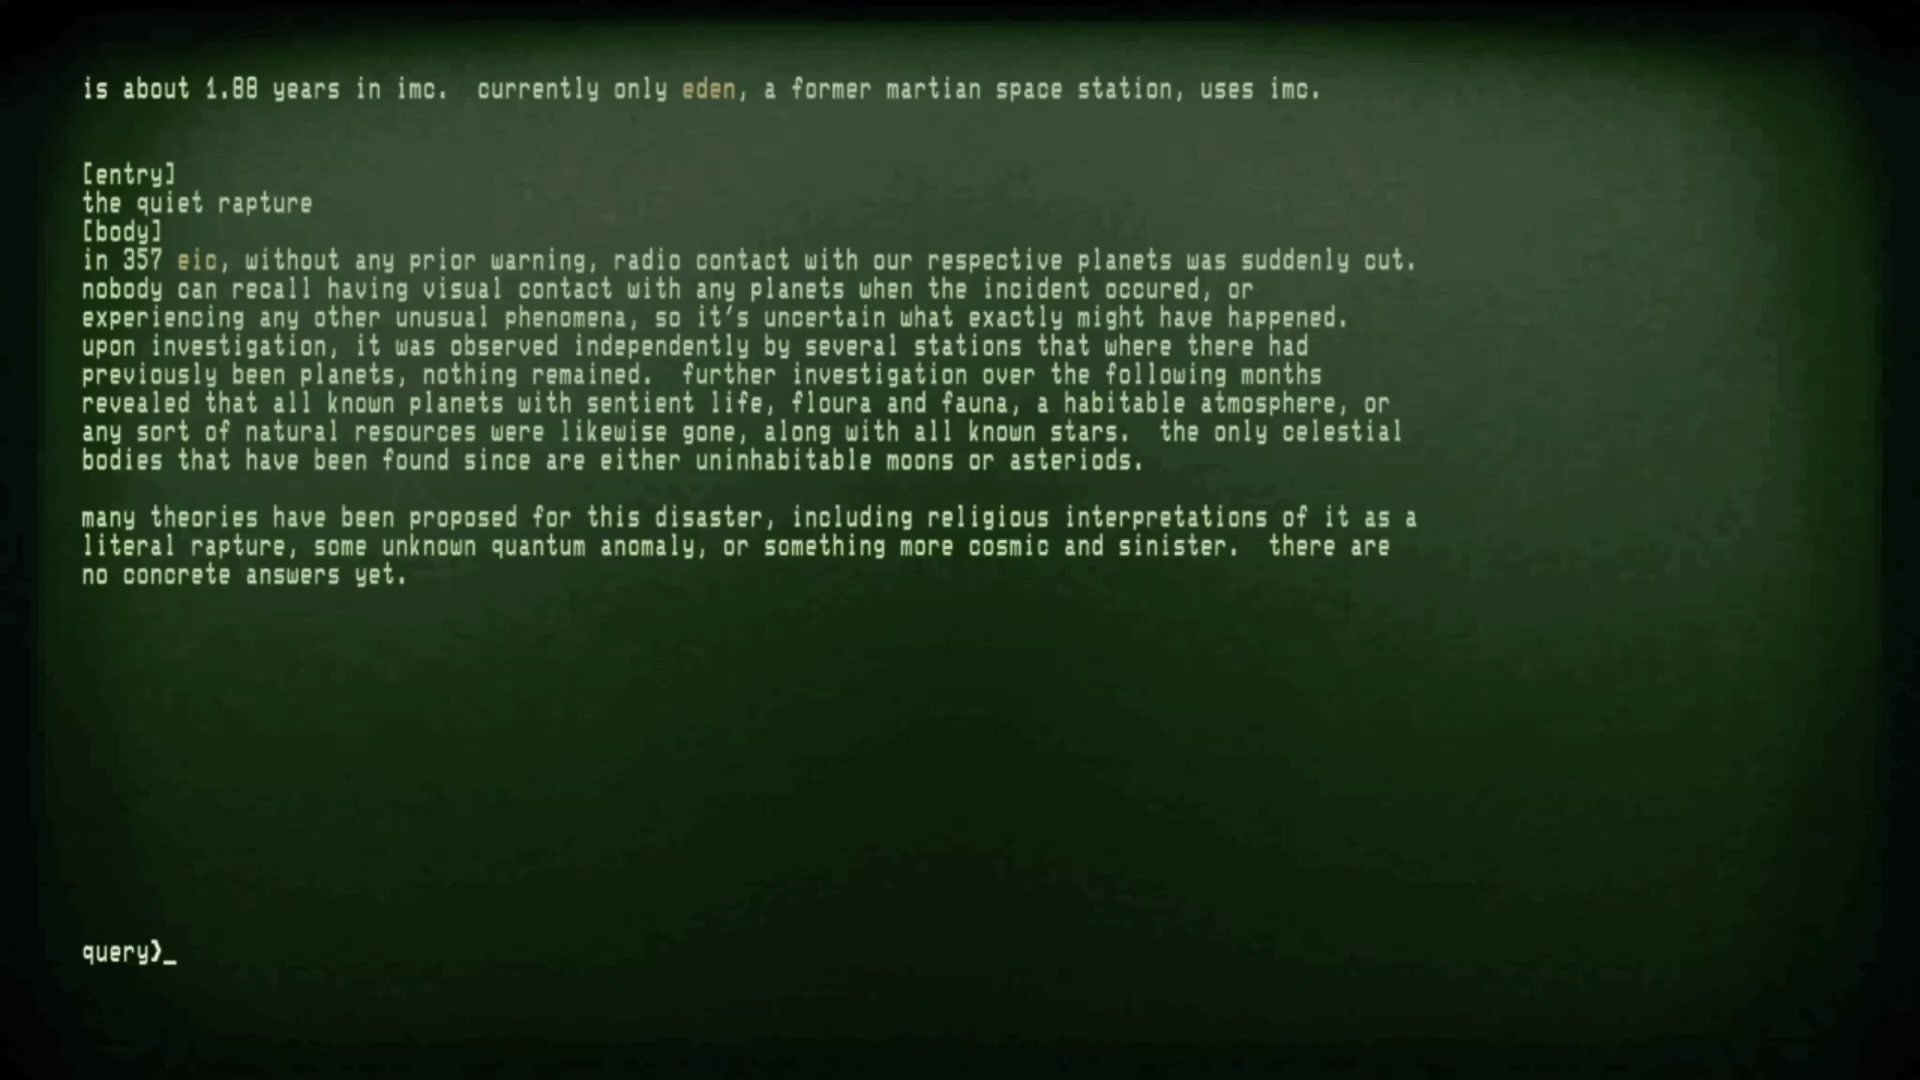 is about 1.88 years in imc.  currently only eden, a former martian space station, uses imc.
[entry]
the quiet rapture
[body]
in 357 eic, without any prior warning, radio contact with our respective planets was suddenly cut.
nobody can recall having visual contact with any planets when the incident occured, or
experiencing any other unusual phenomena, so it's uncertain what exactly might have happened.
upon investigation, it was observed independently by several stations that where there had
previously been planets, nothing remained.  further investigation over the following months
revealed that all known planets with sentient life, floura and fauna, a habitable atmosphere, or
any sort of natural resources were likewise gone, along with all known stars.  the only celestial
bodies that have been found since are either uninhabitable moons or asteriods.
many theories have been proposed for this disaster, including religious interpretations of it as a
literal rapture, some unknown quantum anomaly, or something more cosmic and sinister.  there are
no concrete answers yet.
query}_